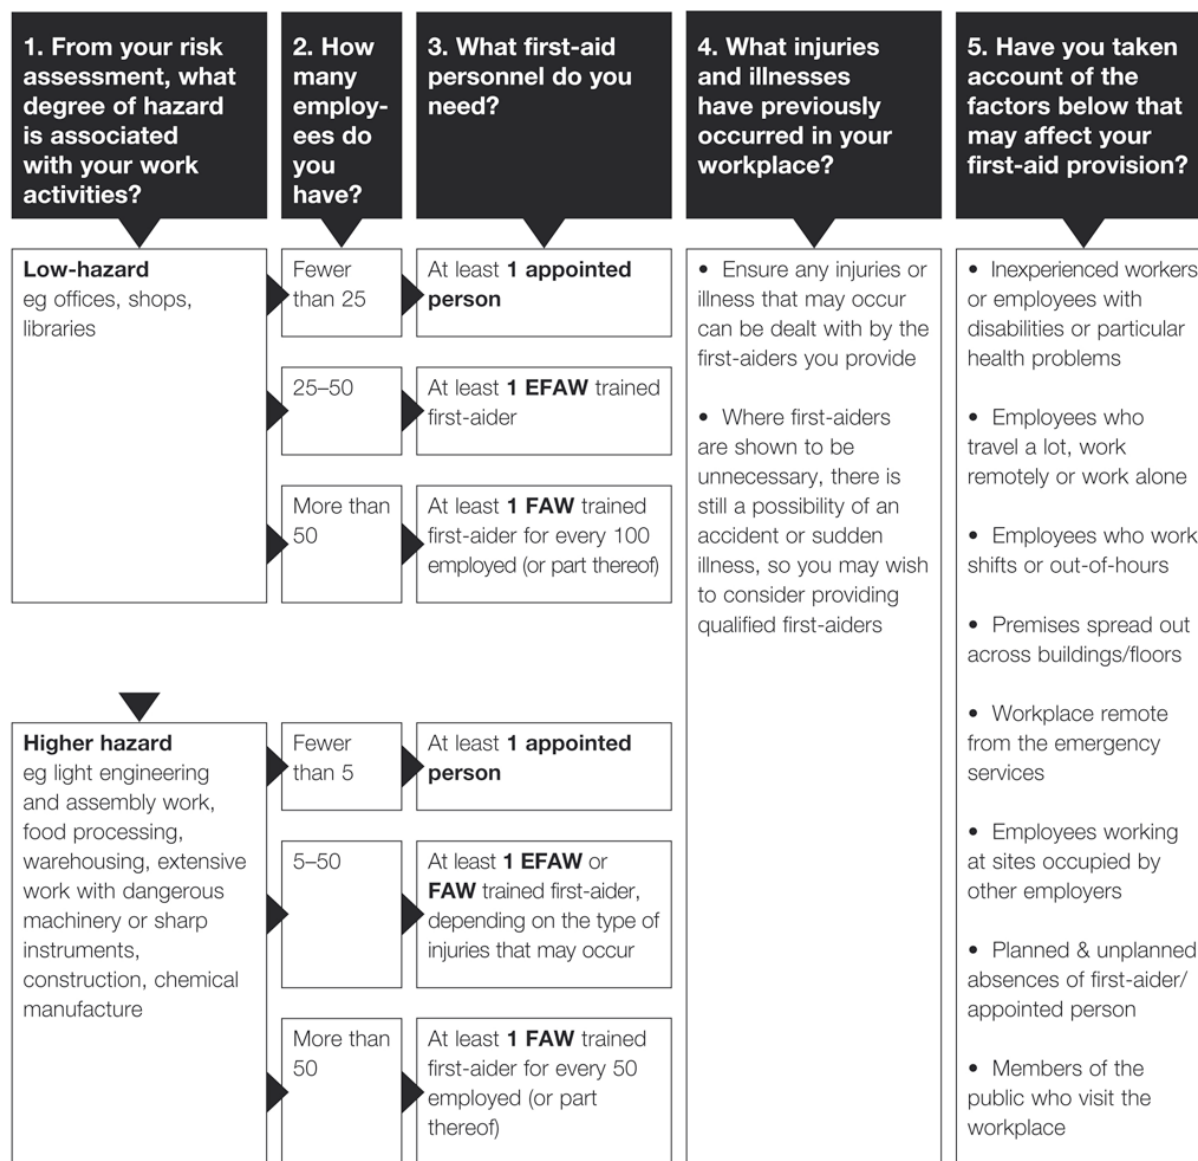 1. From your risk
assessment, what
degree of hazard
is associated
with your work
activities?
2. How
many
employ-
ees do
you
have?
3. What first-aid
personnel do you
need?
4. What injuries
and illnesses
have previously
occurred in your
workplace?
5. Have you taken
account of the
factors below that
may affect your
first-aid provision?
Low-hazard
eg offices, shops,
libraries
Fewer
than 25
At least 1 appointed
person
25–50
At least 1 EFAW trained
first-aider
More than
50
At least 1 FAW trained
first-aider for every 100
employed (or part thereof)
Higher hazard
eg light engineering
and assembly work,
food processing,
warehousing, extensive
work with dangerous
machinery or sharp
instruments,
construction, chemical
manufacture
Fewer
than 5
At least 1 appointed
person
5–50
At least 1 EFAW or
FAW trained first-aider,
depending on the type of
injuries that may occur
More than
50
At least 1 FAW trained
first-aider for every 50
employed (or part
thereof)
• Ensure any injuries or
illness that may occur
can be dealt with by the
first-aiders you provide
• Where first-aiders
are shown to be
unnecessary, there is
still a possibility of an
accident or sudden
illness, so you may wish
to consider providing
qualified first-aiders
• Inexperienced workers
or employees with
disabilities or particular
health problems
• Employees who
travel a lot, work
remotely or work alone
• Employees who work
shifts or out-of-hours
• Premises spread out
across buildings/floors
• Workplace remote
from the emergency
services
• Employees working
at sites occupied by
other employers
• Planned & unplanned
absences of first-aider/
appointed person
• Members of the
public who visit the
workplace